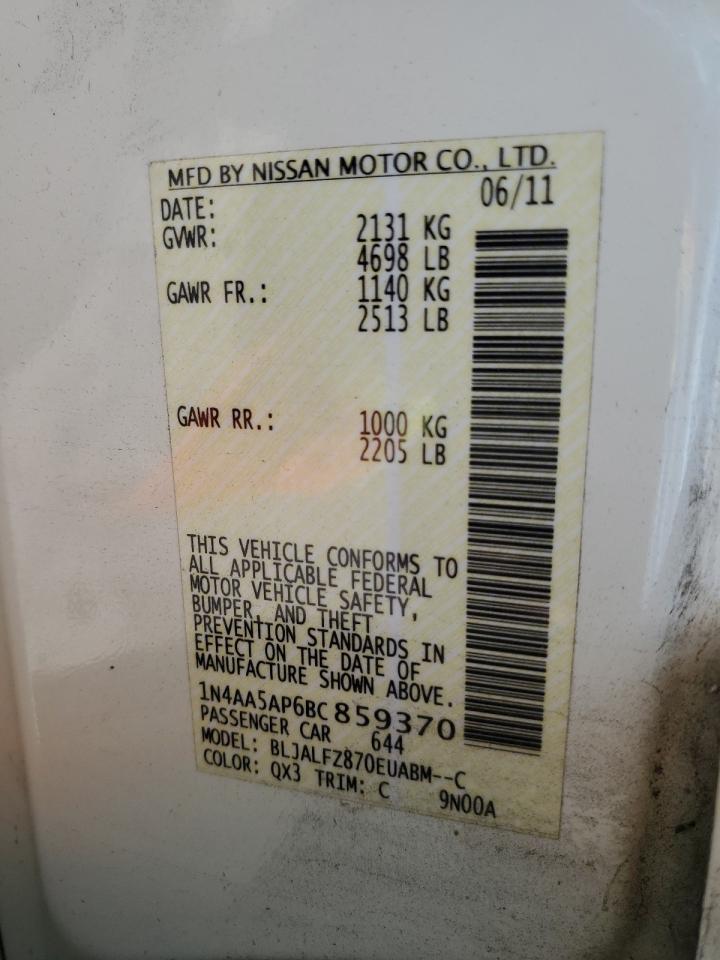 MFD BY NISSAN MOTOR CO., LTD.
DATE: 06/11
GVWR: 2131 KG
4698 LB
GAWR FR.: 1140 KG
2513 LB
GAWR RR.: 1000 KG
2205 LB
THIS VEHICLE CONFORMS TO
ALL APPLICABLE FEDERAL
MOTOR VEHICLE SAFETY,
BUMPER, AND THEFT
PREVENTION STANDARDS IN
EFFECT ON THE DATE OF
MANUFACTURE SHOWN ABOVE.
1N4AA5AP6BC859370
PASSENGER CAR 644
MODEL: BLJALFZ870EUABM--C
COLOR: QX3 TRIM: C 9N00A